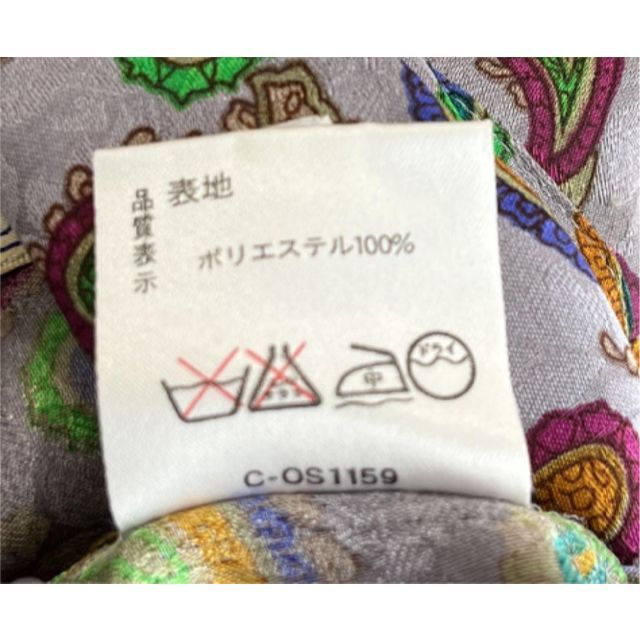 品質表示
表地
ポリエステル100%
中
ドライ
C-OS1159